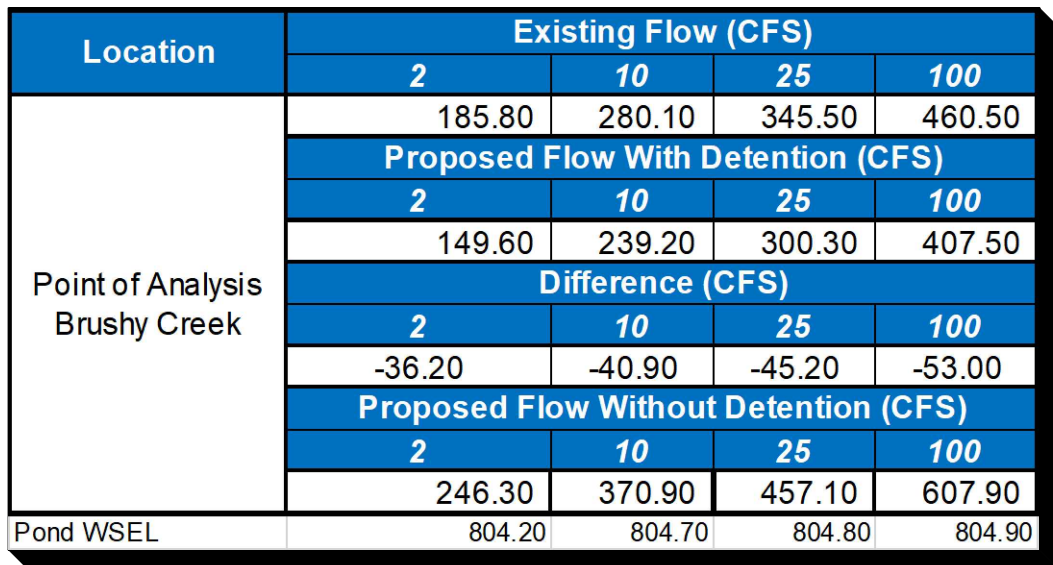 Location
Existing Flow (CFS)
2 10 25 100
185.80 280.10 345.50 460.50
Proposed Flow With Detention (CFS)
2 10 25 100
149.60 239.20 300.30 407.50
Point of Analysis
Brushy Creek
Difference (CFS)
2 10 25 100
-36.20 -40.90 -45.20 -53.00
Proposed Flow Without Detention (CFS)
2 10 25 100
246.30 370.90 457.10 607.90
Pond WSEL 804.20 804.70 804.80 804.90